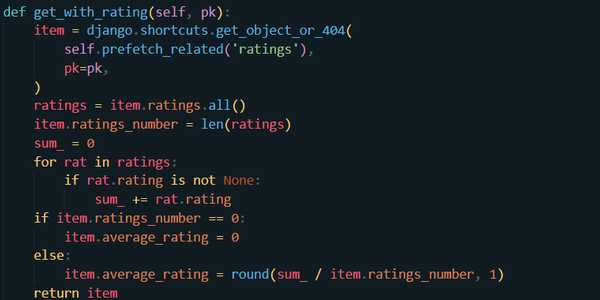 def get_with_rating(self, pk):
    item = django.shortcuts.get_object_or_404(
        self.prefetch_related('ratings'),
        pk=pk,
    )
    ratings = item.ratings.all()
    item.ratings_number = len(ratings)
    sum_ = 0
    for rat in ratings:
        if rat.rating is not None:
            sum_ += rat.rating
    if item.ratings_number == 0:
        item.average_rating = 0
    else:
        item.average_rating = round(sum_ / item.ratings_number, 1)
    return item